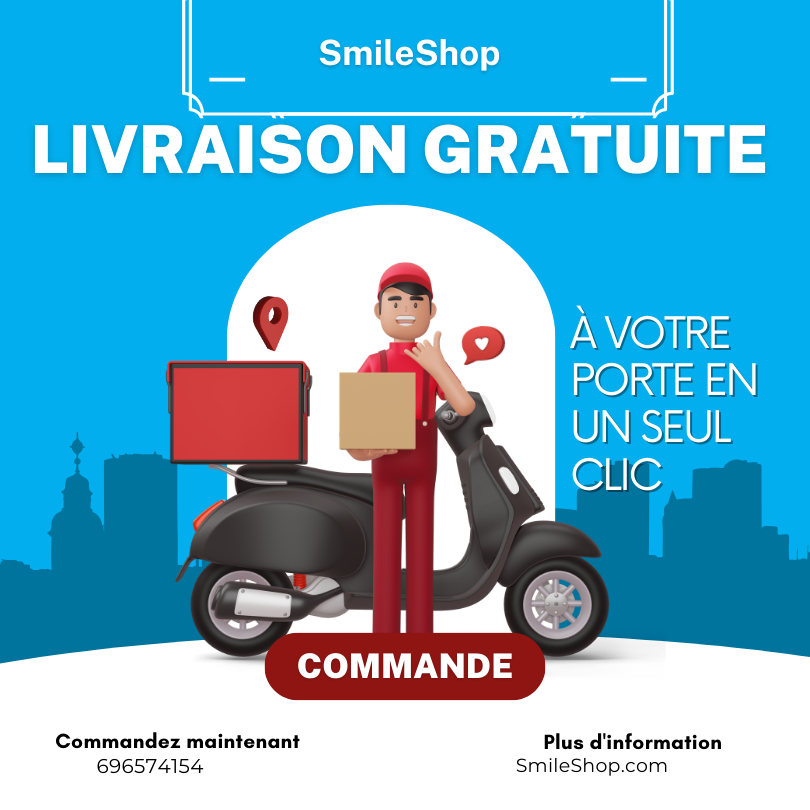 SmileShop
LIVRAISON GRATUITE
À VOTRE
PORTE EN
UN SEUL
CLIC
COMMANDE
Commandez maintenant
696574154
Plus d'information
SmileShop.com